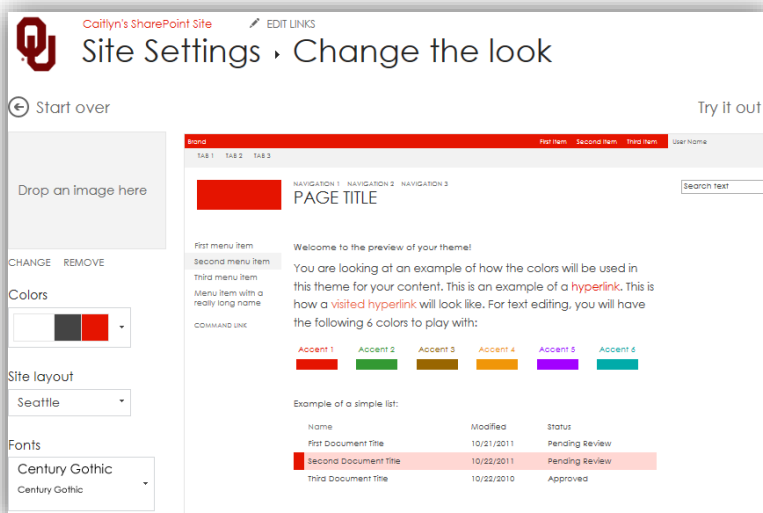 OU
Caitlyn's SharePoint Site
EDIT LINKS
Site Settings › Change the look
Start over
Try it out
Drop an image here
CHANGE REMOVE
Colors
Site layout
Seattle
Fonts
Century Gothic
Century Gothic
Brand
First Item Second Item Third Item
User Name
TAB 1 TAB 2 TAB 3
NAVIGATION 1 NAVIGATION 2 NAVIGATION 3
PAGE TITLE
Search text
First menu item
Second menu item
Third menu item
Menu item with a
really long name
COMMAND LINK
Welcome to the preview of your theme!
You are looking at an example of how the colors will be used in
this theme for your content. This is an example of a hyperlink. This is
how a visited hyperlink will look like. For text editing, you will have
the following 6 colors to play with:
Accent 1 Accent 2 Accent 3 Accent 4 Accent 5 Accent 6
Example of a simple list:
Name Modified Status
First Document Title 10/21/2011 Pending Review
Second Document Title 10/22/2011 Pending Review
Third Document Title 10/22/2010 Approved